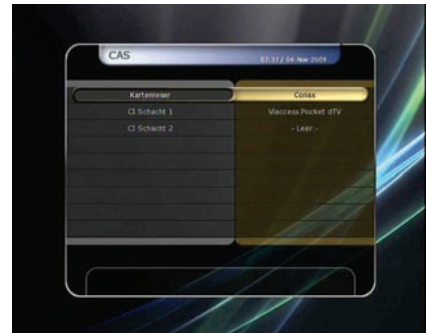 CAS 07:37 / 04 Nov 2009
Kartenleser Conax
CI Schacht 1 Viaccess Pocket dTV
CI Schacht 2 - Leer -